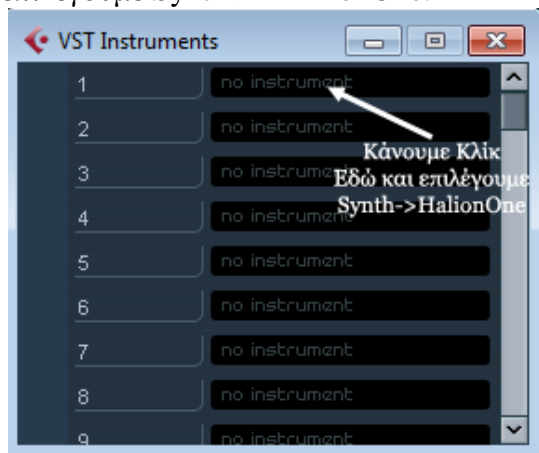 VST Instruments
1 no instrument
2 no instrument
Κάνουμε Κλίκ
3 no instrument
Εδώ και επιλέγουμε
4 no instrument
Synth->HalionOne
5 no instrument
6 no instrument
7 no instrument
8 no instrument
9 no instrument